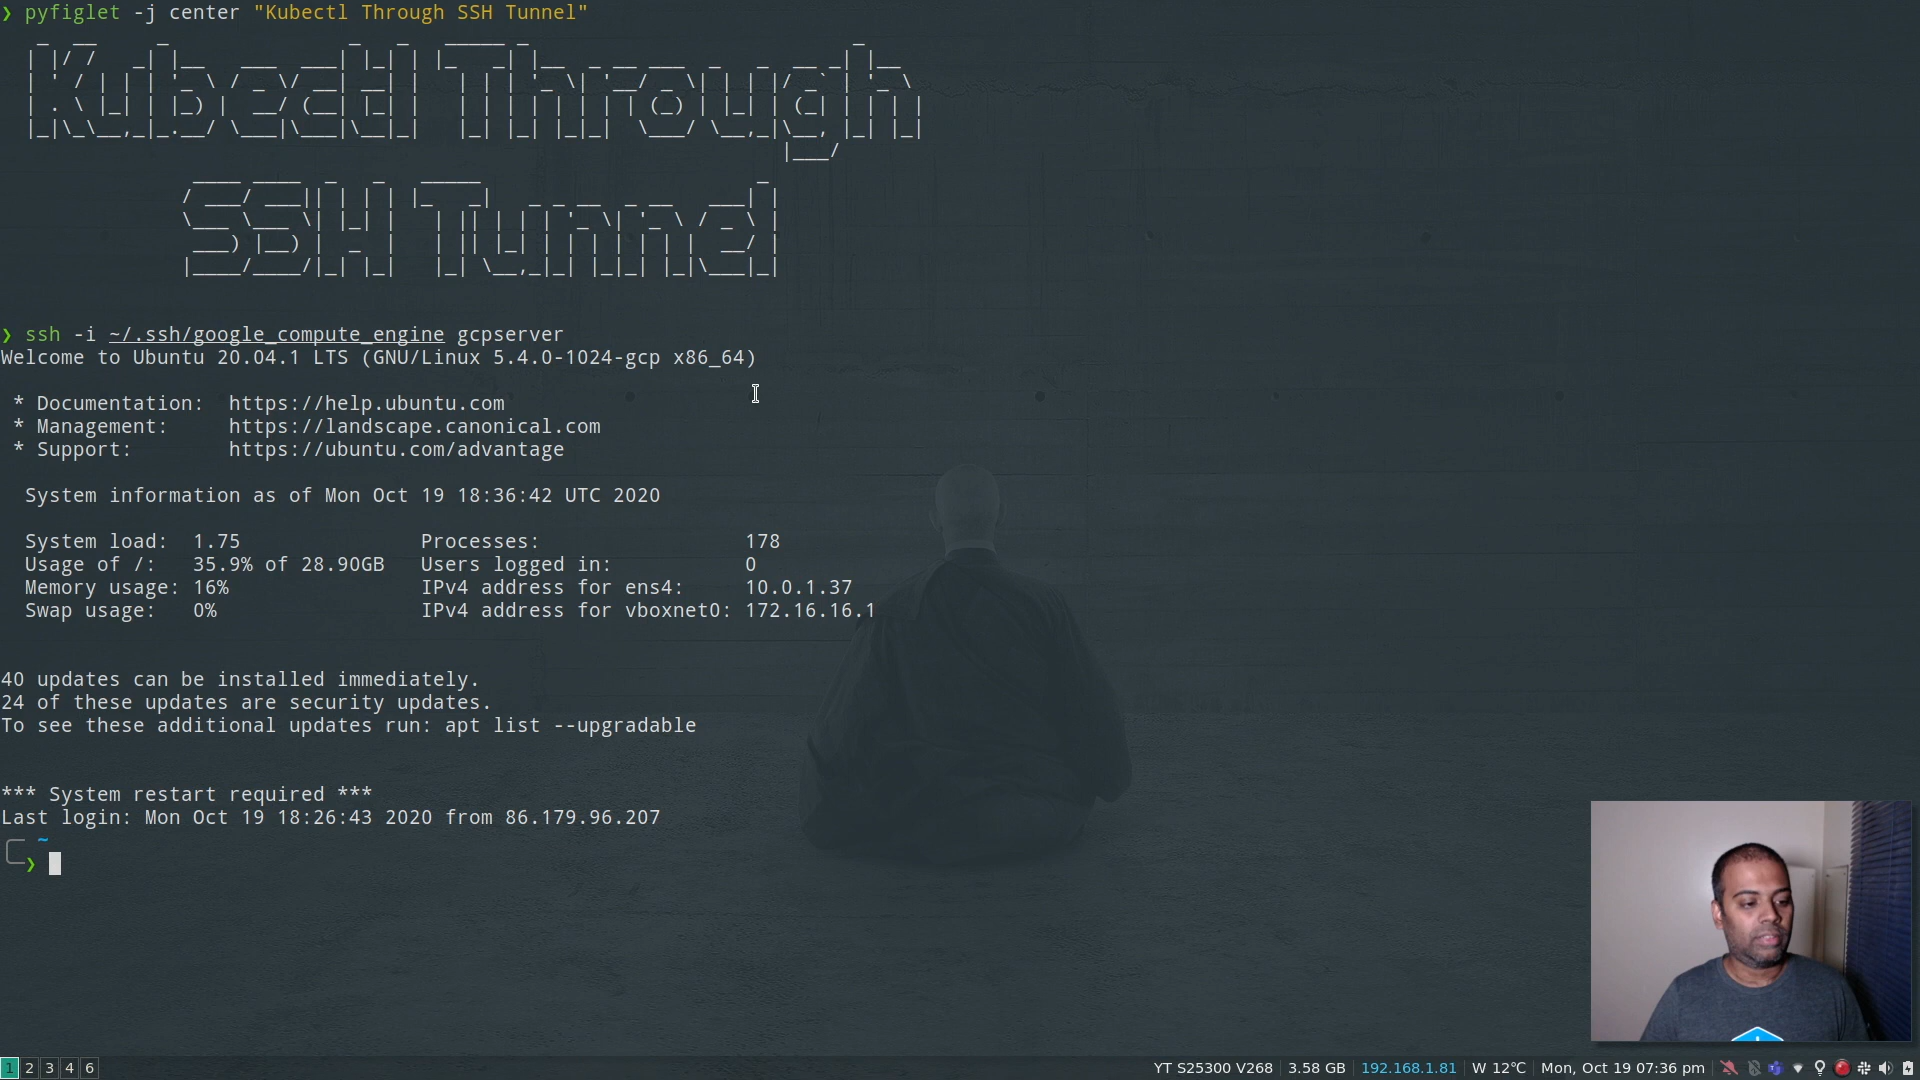 ❯ pyfiglet -j center "Kubectl Through SSH Tunnel"
Kubectl Through
SSH Tunnel
❯ ssh -i ~/.ssh/google_compute_engine gcpserver
Welcome to Ubuntu 20.04.1 LTS (GNU/Linux 5.4.0-1024-gcp x86_64)
* Documentation:  https://help.ubuntu.com
* Management:     https://landscape.canonical.com
* Support:        https://ubuntu.com/advantage
System information as of Mon Oct 19 18:36:42 UTC 2020
System load:  1.75               Processes:                 178
Usage of /:   35.9% of 28.90GB   Users logged in:           0
Memory usage: 16%                IPv4 address for ens4:     10.0.1.37
Swap usage:   0%                 IPv4 address for vboxnet0: 172.16.16.1
40 updates can be installed immediately.
24 of these updates are security updates.
To see these additional updates run: apt list --upgradable
*** System restart required ***
Last login: Mon Oct 19 18:26:43 2020 from 86.179.96.207
~
❯
1 2 3 4 6 YT S25300 V268 | 3.58 GB | 192.168.1.81 | W 12℃ | Mon, Oct 19 07:36 pm